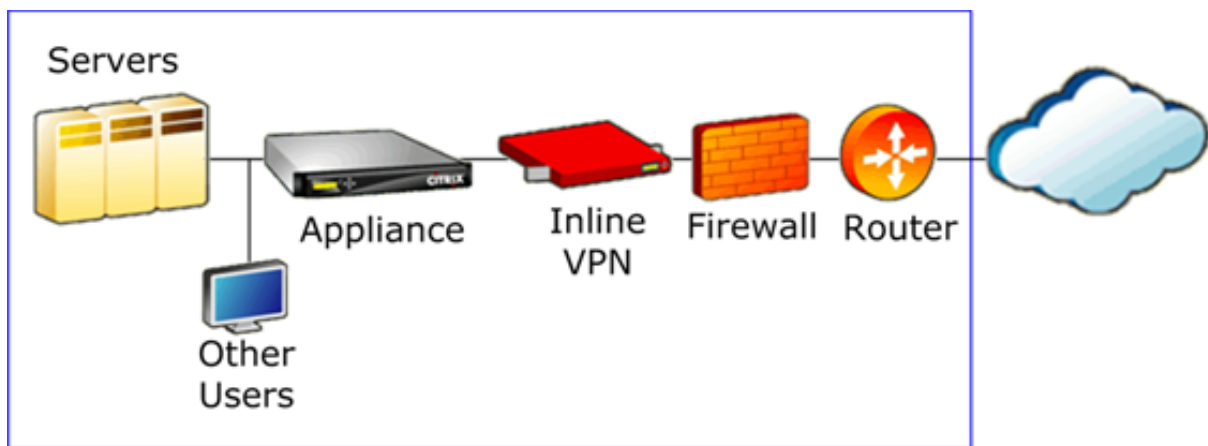 Servers
CITRIX
Appliance
Inline
VPN
Firewall
Router
Other
Users